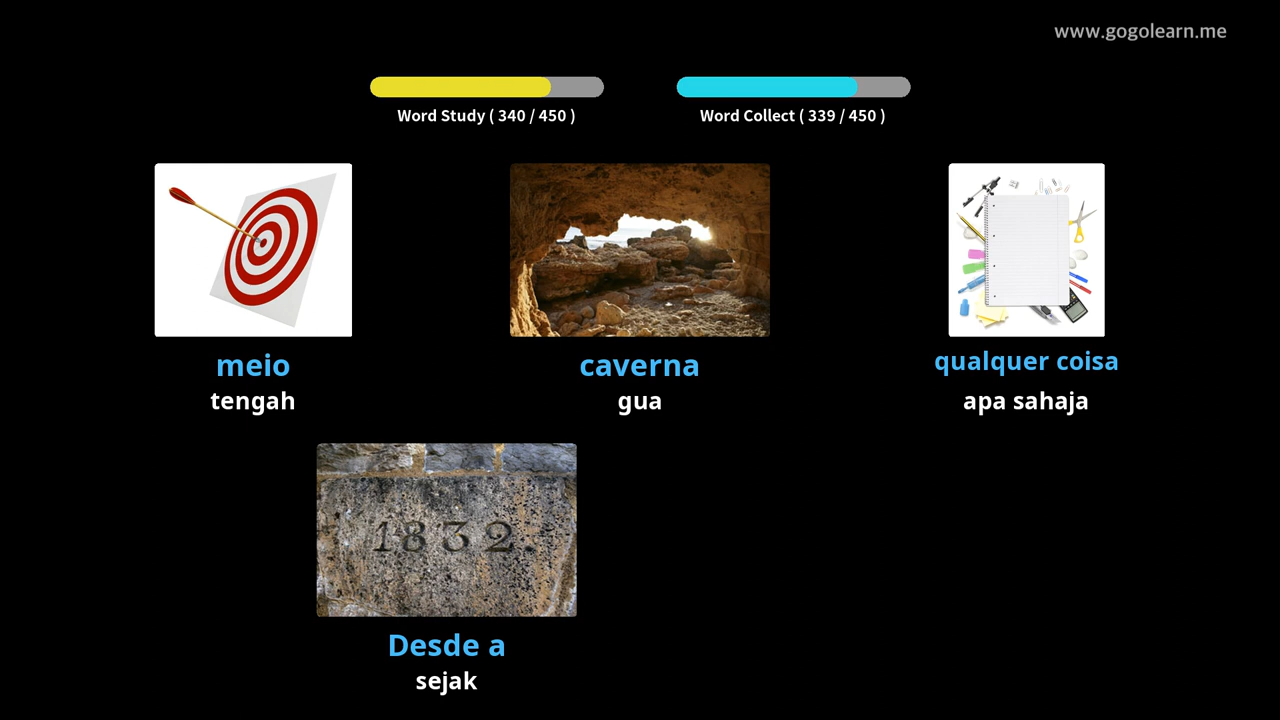 www.gogolearn.me
Word Study ( 340 / 450 )
Word Collect ( 339 / 450 )
meio
tengah
caverna
gua
qualquer coisa
apa sahaja
1832.
Desde a
sejak